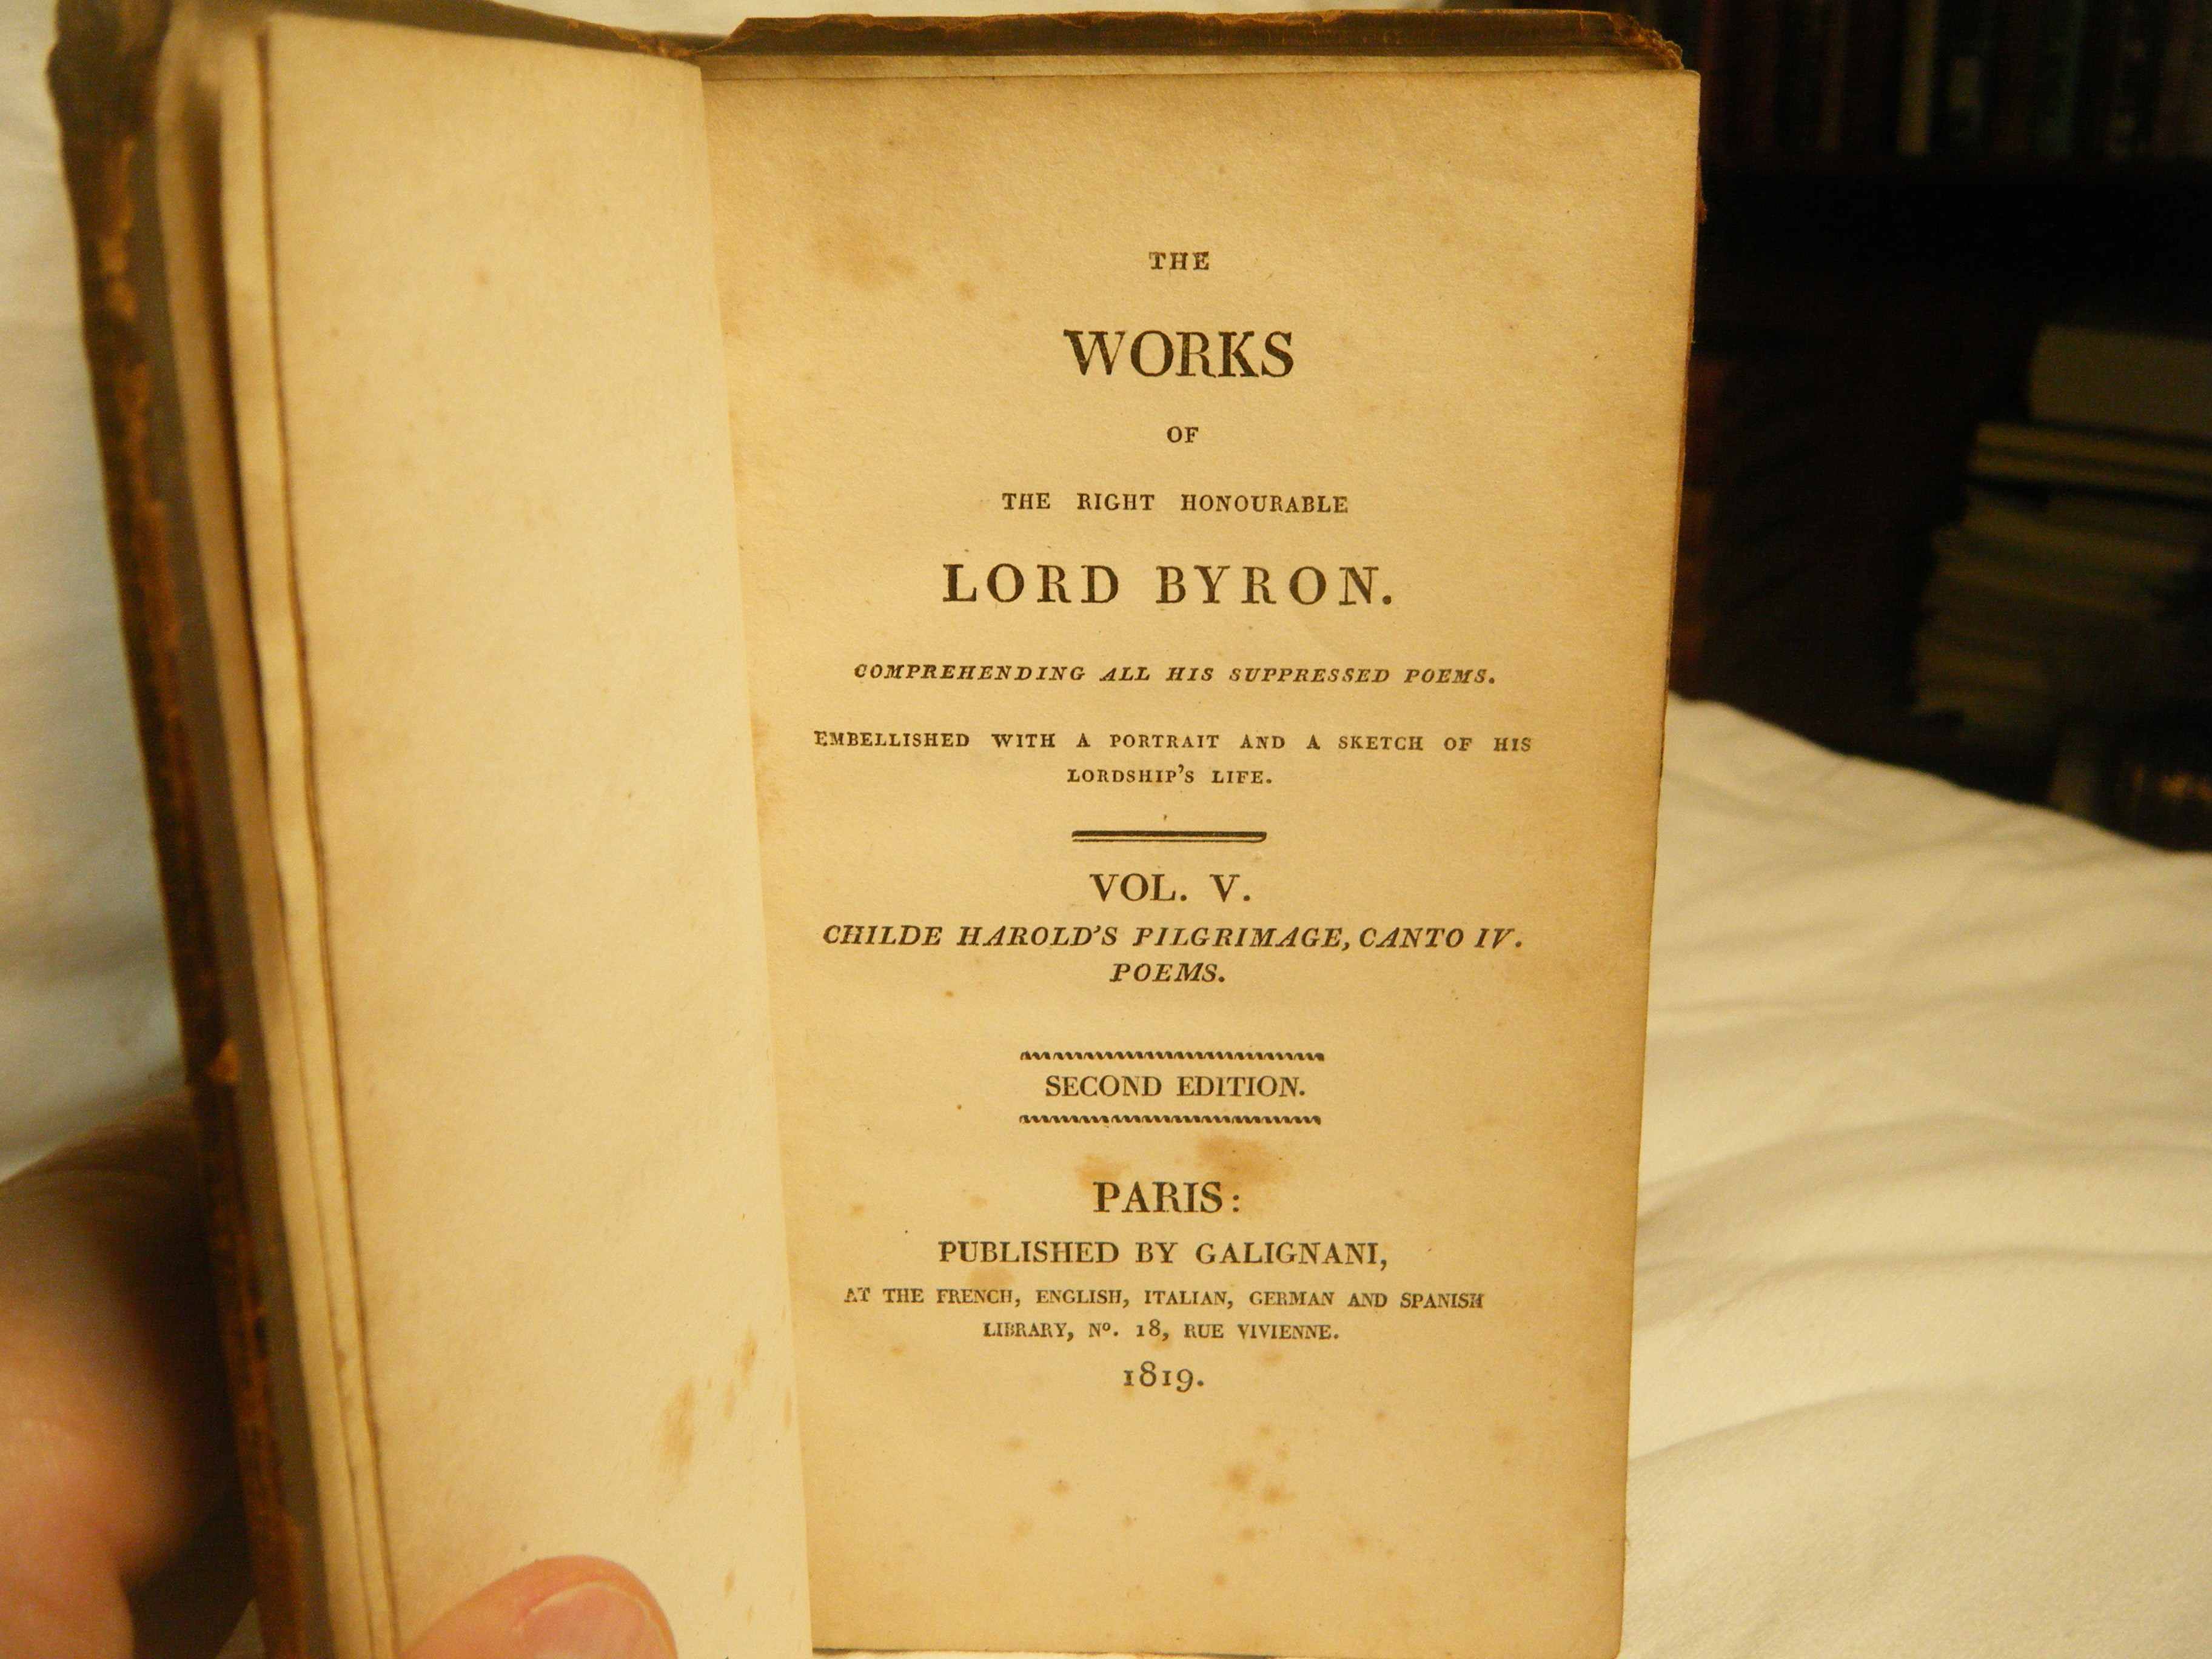 THE
WORKS
OF
THE RIGHT HONOURABLE
LORD BYRON.
COMPREHENDING ALL HIS SUPPRESSED POEMS.
EMBELLISHED WITH A PORTRAIT AND A SKETCH OF HIS
LORDSHIP'S LIFE.
VOL. V.
CHILDE HAROLD'S PILGRIMAGE, CANTO IV.
POEMS.
SECOND EDITION.
PARIS:
PUBLISHED BY GALIGNANI,
AT THE FRENCH, ENGLISH, ITALIAN, GERMAN AND SPANISH
LIBRARY, Nº. 18, RUE VIVIENNE.
1819.